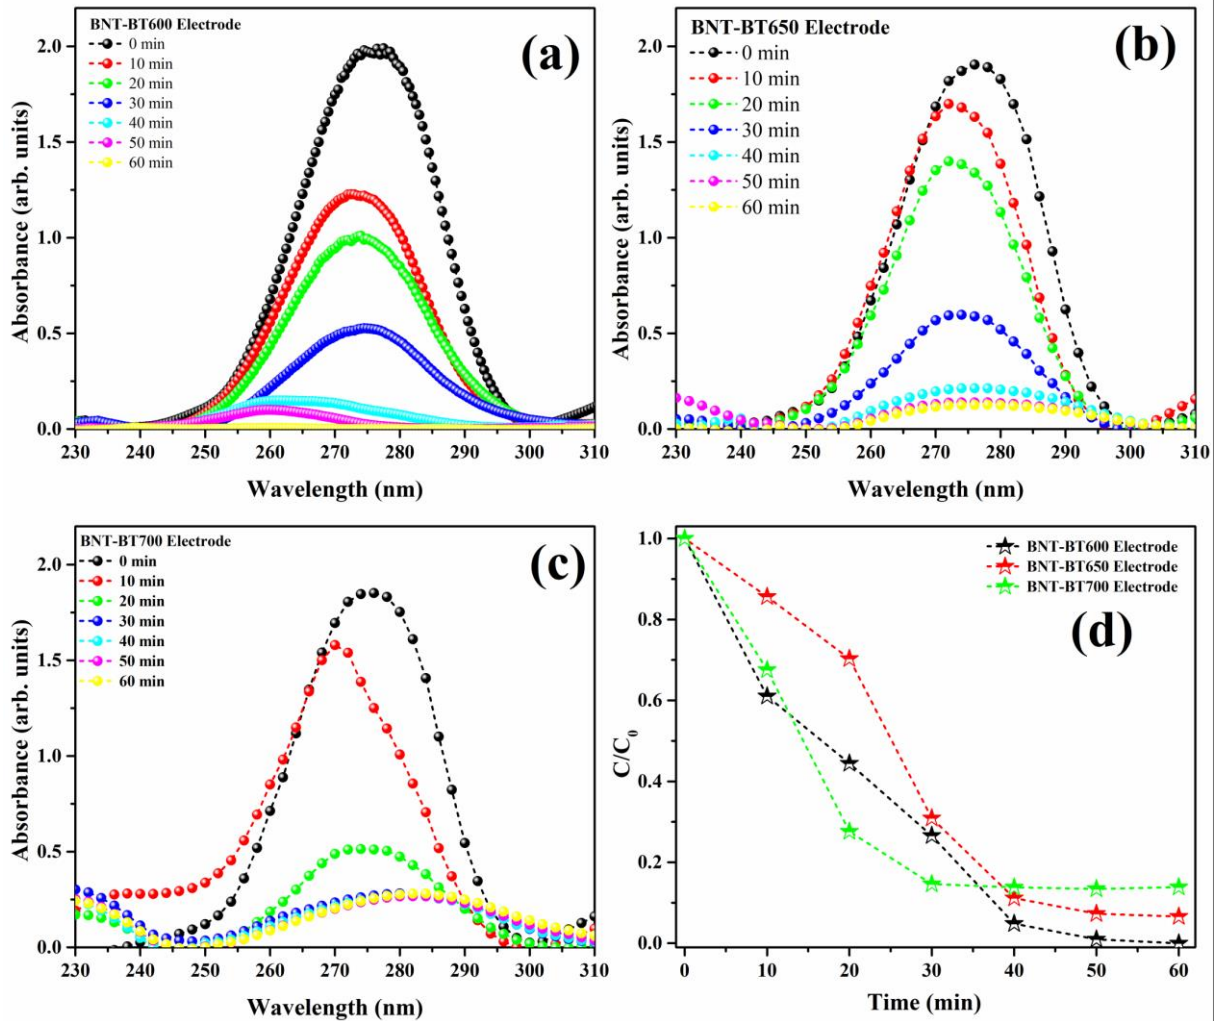 BNT-BT600 Electrode
0 min
10 min
20 min
30 min
40 min
50 min
60 min
(a)
2.0
1.5
1.0
0.5
0.0
Absorbance (arb. units)
230 240 250 260 270 280 290 300 310
Wavelength (nm)
BNT-BT650 Electrode
0 min
10 min
20 min
30 min
40 min
50 min
60 min
(b)
2.0
1.5
1.0
0.5
0.0
Absorbance (arb. units)
230 240 250 260 270 280 290 300 310
Wavelength (nm)
BNT-BT700 Electrode
0 min
10 min
20 min
30 min
40 min
50 min
60 min
(c)
2.0
1.5
1.0
0.5
0.0
Absorbance (arb. units)
230 240 250 260 270 280 290 300 310
Wavelength (nm)
BNT-BT600 Electrode
BNT-BT650 Electrode
BNT-BT700 Electrode
(d)
1.0
0.8
0.6
0.4
0.2
0.0
C/C₀
0 10 20 30 40 50 60
Time (min)